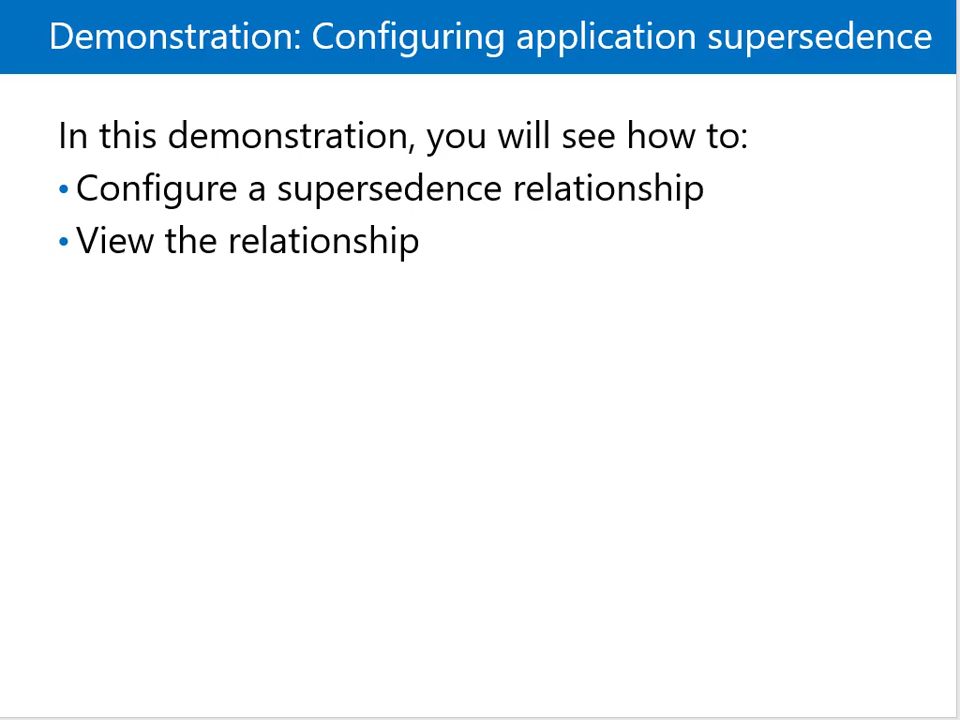 Demonstration: Configuring application supersedence
In this demonstration, you will see how to:
• Configure a supersedence relationship
• View the relationship